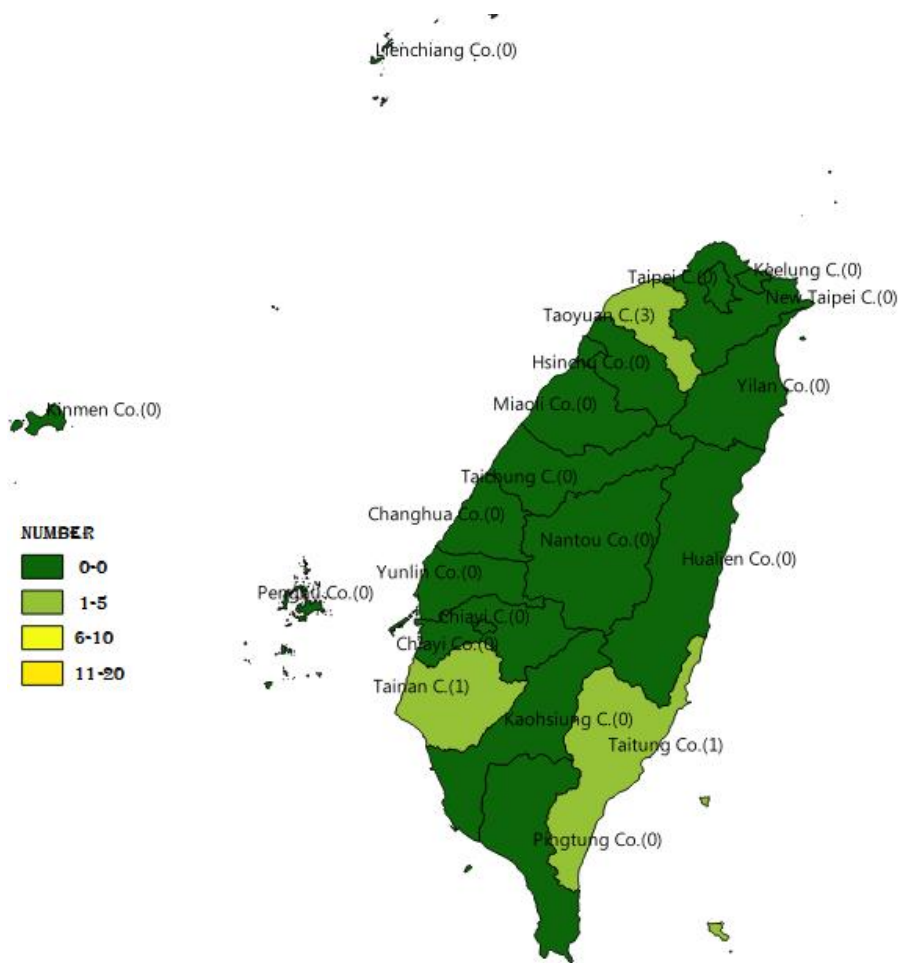 Lienchiang Co.(0)
Keelung C.(0)
Taipei C.(0)
New Taipei C.(0)
Taoyuan C.(3)
Hsinchu Co.(0)
Yilan Co.(0)
Miaoli Co.(0)
Kinmen Co.(0)
Taichung C.(0)
Changhua Co.(0)
Nantou Co.(0)
Hualien Co.(0)
Yunlin Co.(0)
Penghu Co.(0)
Chiayi C.(0)
Chiayi Co.(0)
Tainan C.(1)
Kaohsiung C.(0)
Taitung Co.(1)
Pingtung Co.(0)
NUMBER
0-0
1-5
6-10
11-20